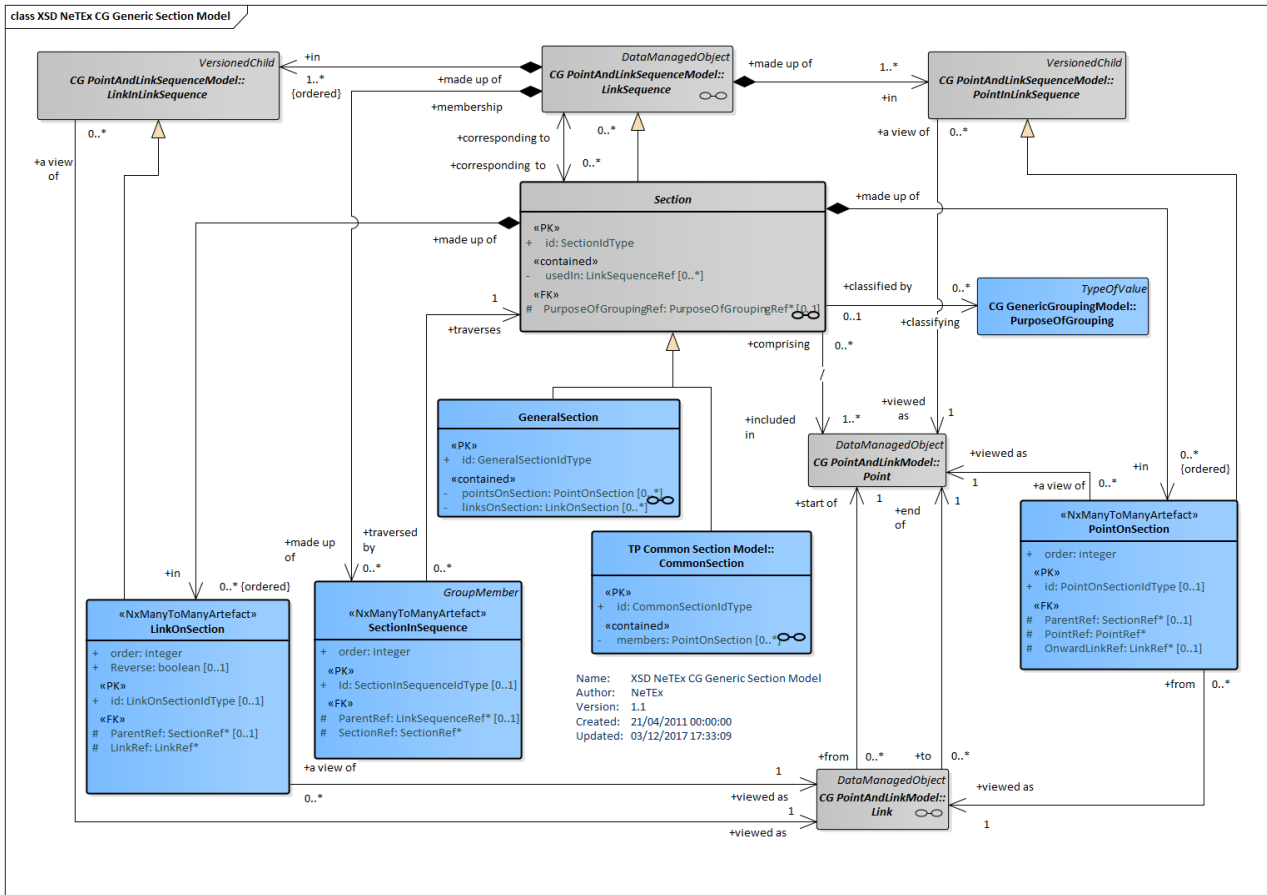 class XSD NeTEx CG Generic Section Model
VersionedChild
CG PointAndLinkSequenceModel::
LinkInLinkSequence
DataManagedObject
CG PointAndLinkSequenceModel::
LinkSequence
VersionedChild
CG PointAndLinkSequenceModel::
PointInLinkSequence
+in
1..*
{ordered}
+made up of
+membership
+made up of
1..*
+in
0..*
+a view
of
+corresponding to
0..*
+corresponding to
0..*
+a view of
0..*
Section
«PK»
+ id: SectionIdType
«contained»
- usedIn: LinkSequenceRef [0..*]
«FK»
# PurposeOfGroupingRef: PurposeOfGroupingRef* [0..1]
+made up of
+made up of
1
+traverses
+classified by
0..*
0..1
+classifying
TypeOfValue
CG GenericGroupingModel::
PurposeOfGrouping
+comprising
0..*
GeneralSection
«PK»
+ id: GeneralSectionIdType
«contained»
- pointsOnSection: PointOnSection [0..*]
- linksOnSection: LinkOnSection [0..*]
+included
in
1..*
+viewed
as
1
DataManagedObject
CG PointAndLinkModel::
Point
+viewed as
1
+a view of
0..*
+in
0..*
{ordered}
+start of
1
+end
of
1
«NxManyToManyArtefact»
PointOnSection
+ order: integer
«PK»
+ id: PointOnSectionIdType [0..1]
«FK»
# ParentRef: SectionRef* [0..1]
# PointRef: PointRef*
# OnwardLinkRef: LinkRef* [0..1]
TP Common Section Model::
CommonSection
«PK»
+ id: CommonSectionIdType
«contained»
- members: PointOnSection [0..*]
+made up
of
+traversed
by
0..*
0..*
+in
0..* {ordered}
«NxManyToManyArtefact»
LinkOnSection
+ order: integer
+ Reverse: boolean [0..1]
«PK»
+ id: LinkOnSectionIdType [0..1]
«FK»
# ParentRef: SectionRef* [0..1]
# LinkRef: LinkRef*
GroupMember
«NxManyToManyArtefact»
SectionInSequence
+ order: integer
«PK»
+ Id: SectionInSequenceIdType [0..1]
«FK»
# ParentRef: LinkSequenceRef* [0..1]
# SectionRef: SectionRef*
Name: XSD NeTEx CG Generic Section Model
Author: NeTEx
Version: 1.1
Created: 21/04/2011 00:00:00
Updated: 03/12/2017 17:33:09
+from
0..*
+from
0..*
+to
0..*
+a view of
0..*
1
+viewed as
1
+viewed as
DataManagedObject
CG PointAndLinkModel::
Link
+viewed as
1